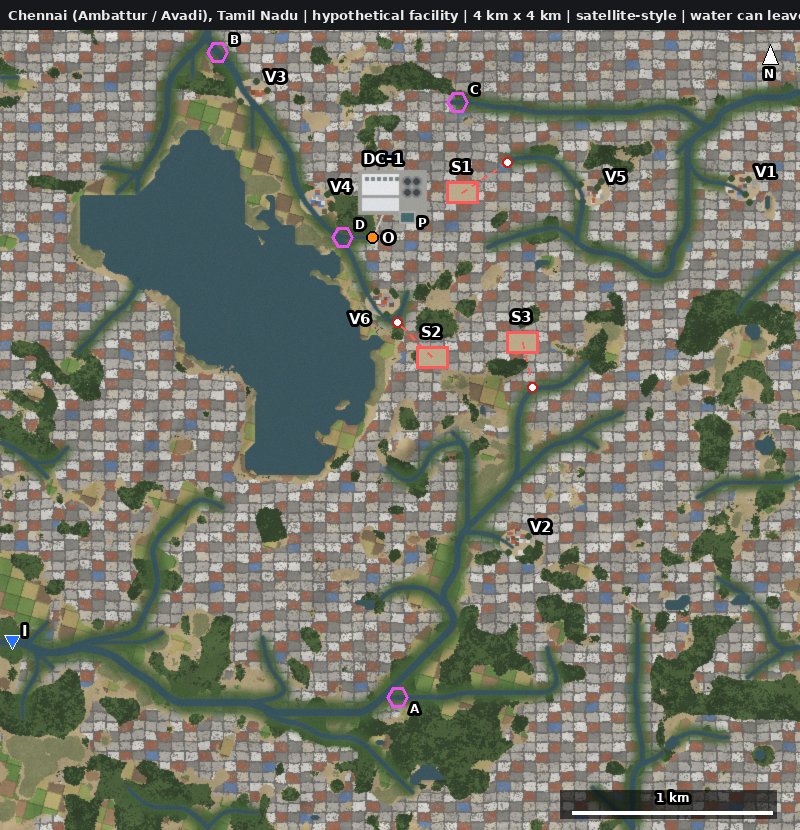 Chennai (Ambattur / Avadi), Tamil Nadu | hypothetical facility | 4 km x 4 km | satellite-style | water can leav
B
N
V3
C
DC-1
S1
V4
V5
V1
P
D
O
V6
S3
S2
V2
I
A
1 km